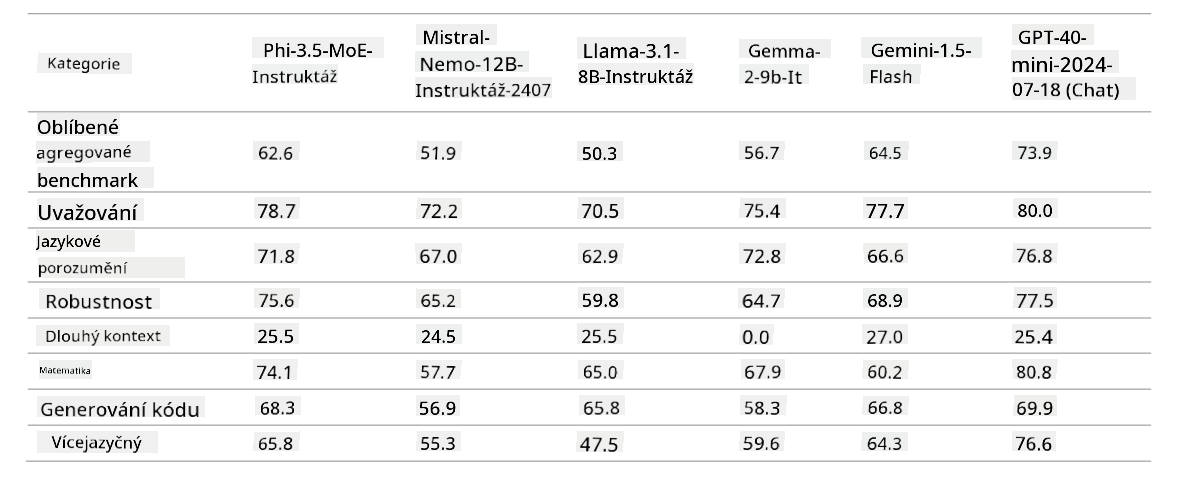 Kategorie Phi-3.5-MoE-Instruktáž Mistral-Nemo-12B-Instruktáž-2407 Llama-3.1-8B-Instruktáž Gemma-2-9b-It Gemini-1.5-Flash GPT-40-mini-2024-07-18 (Chat)
Oblíbené agregované benchmark 62.6 51.9 50.3 56.7 64.5 73.9
Uvažování 78.7 72.2 70.5 75.4 77.7 80.0
Jazykové porozumění 71.8 67.0 62.9 72.8 66.6 76.8
Robustnost 75.6 65.2 59.8 64.7 68.9 77.5
Dlouhý kontext 25.5 24.5 25.5 0.0 27.0 25.4
Matematika 74.1 57.7 65.0 67.9 60.2 80.8
Generování kódu 68.3 56.9 65.8 58.3 66.8 69.9
Vícejazyčný 65.8 55.3 47.5 59.6 64.3 76.6